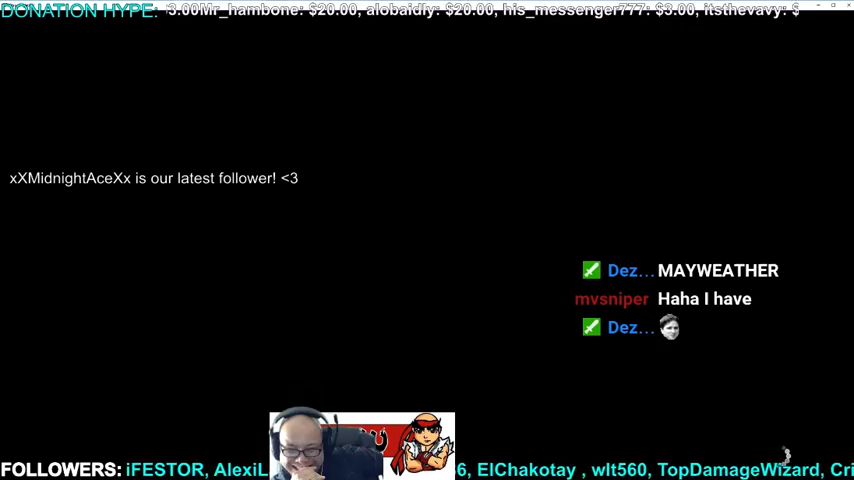 DONATION HYPE: 3.00Mr_hambone: $20.00, alobaidly: $20.00, his_messenger777: $3.00, itsthevavy: $
xXMidnightAceXx is our latest follower! <3
Dez... MAYWEATHER
mvsniper Haha I have
Dez...
FOLLOWERS: iFESTOR, AlexiL 6, ElChakotay , wlt560, TopDamageWizard, Cri